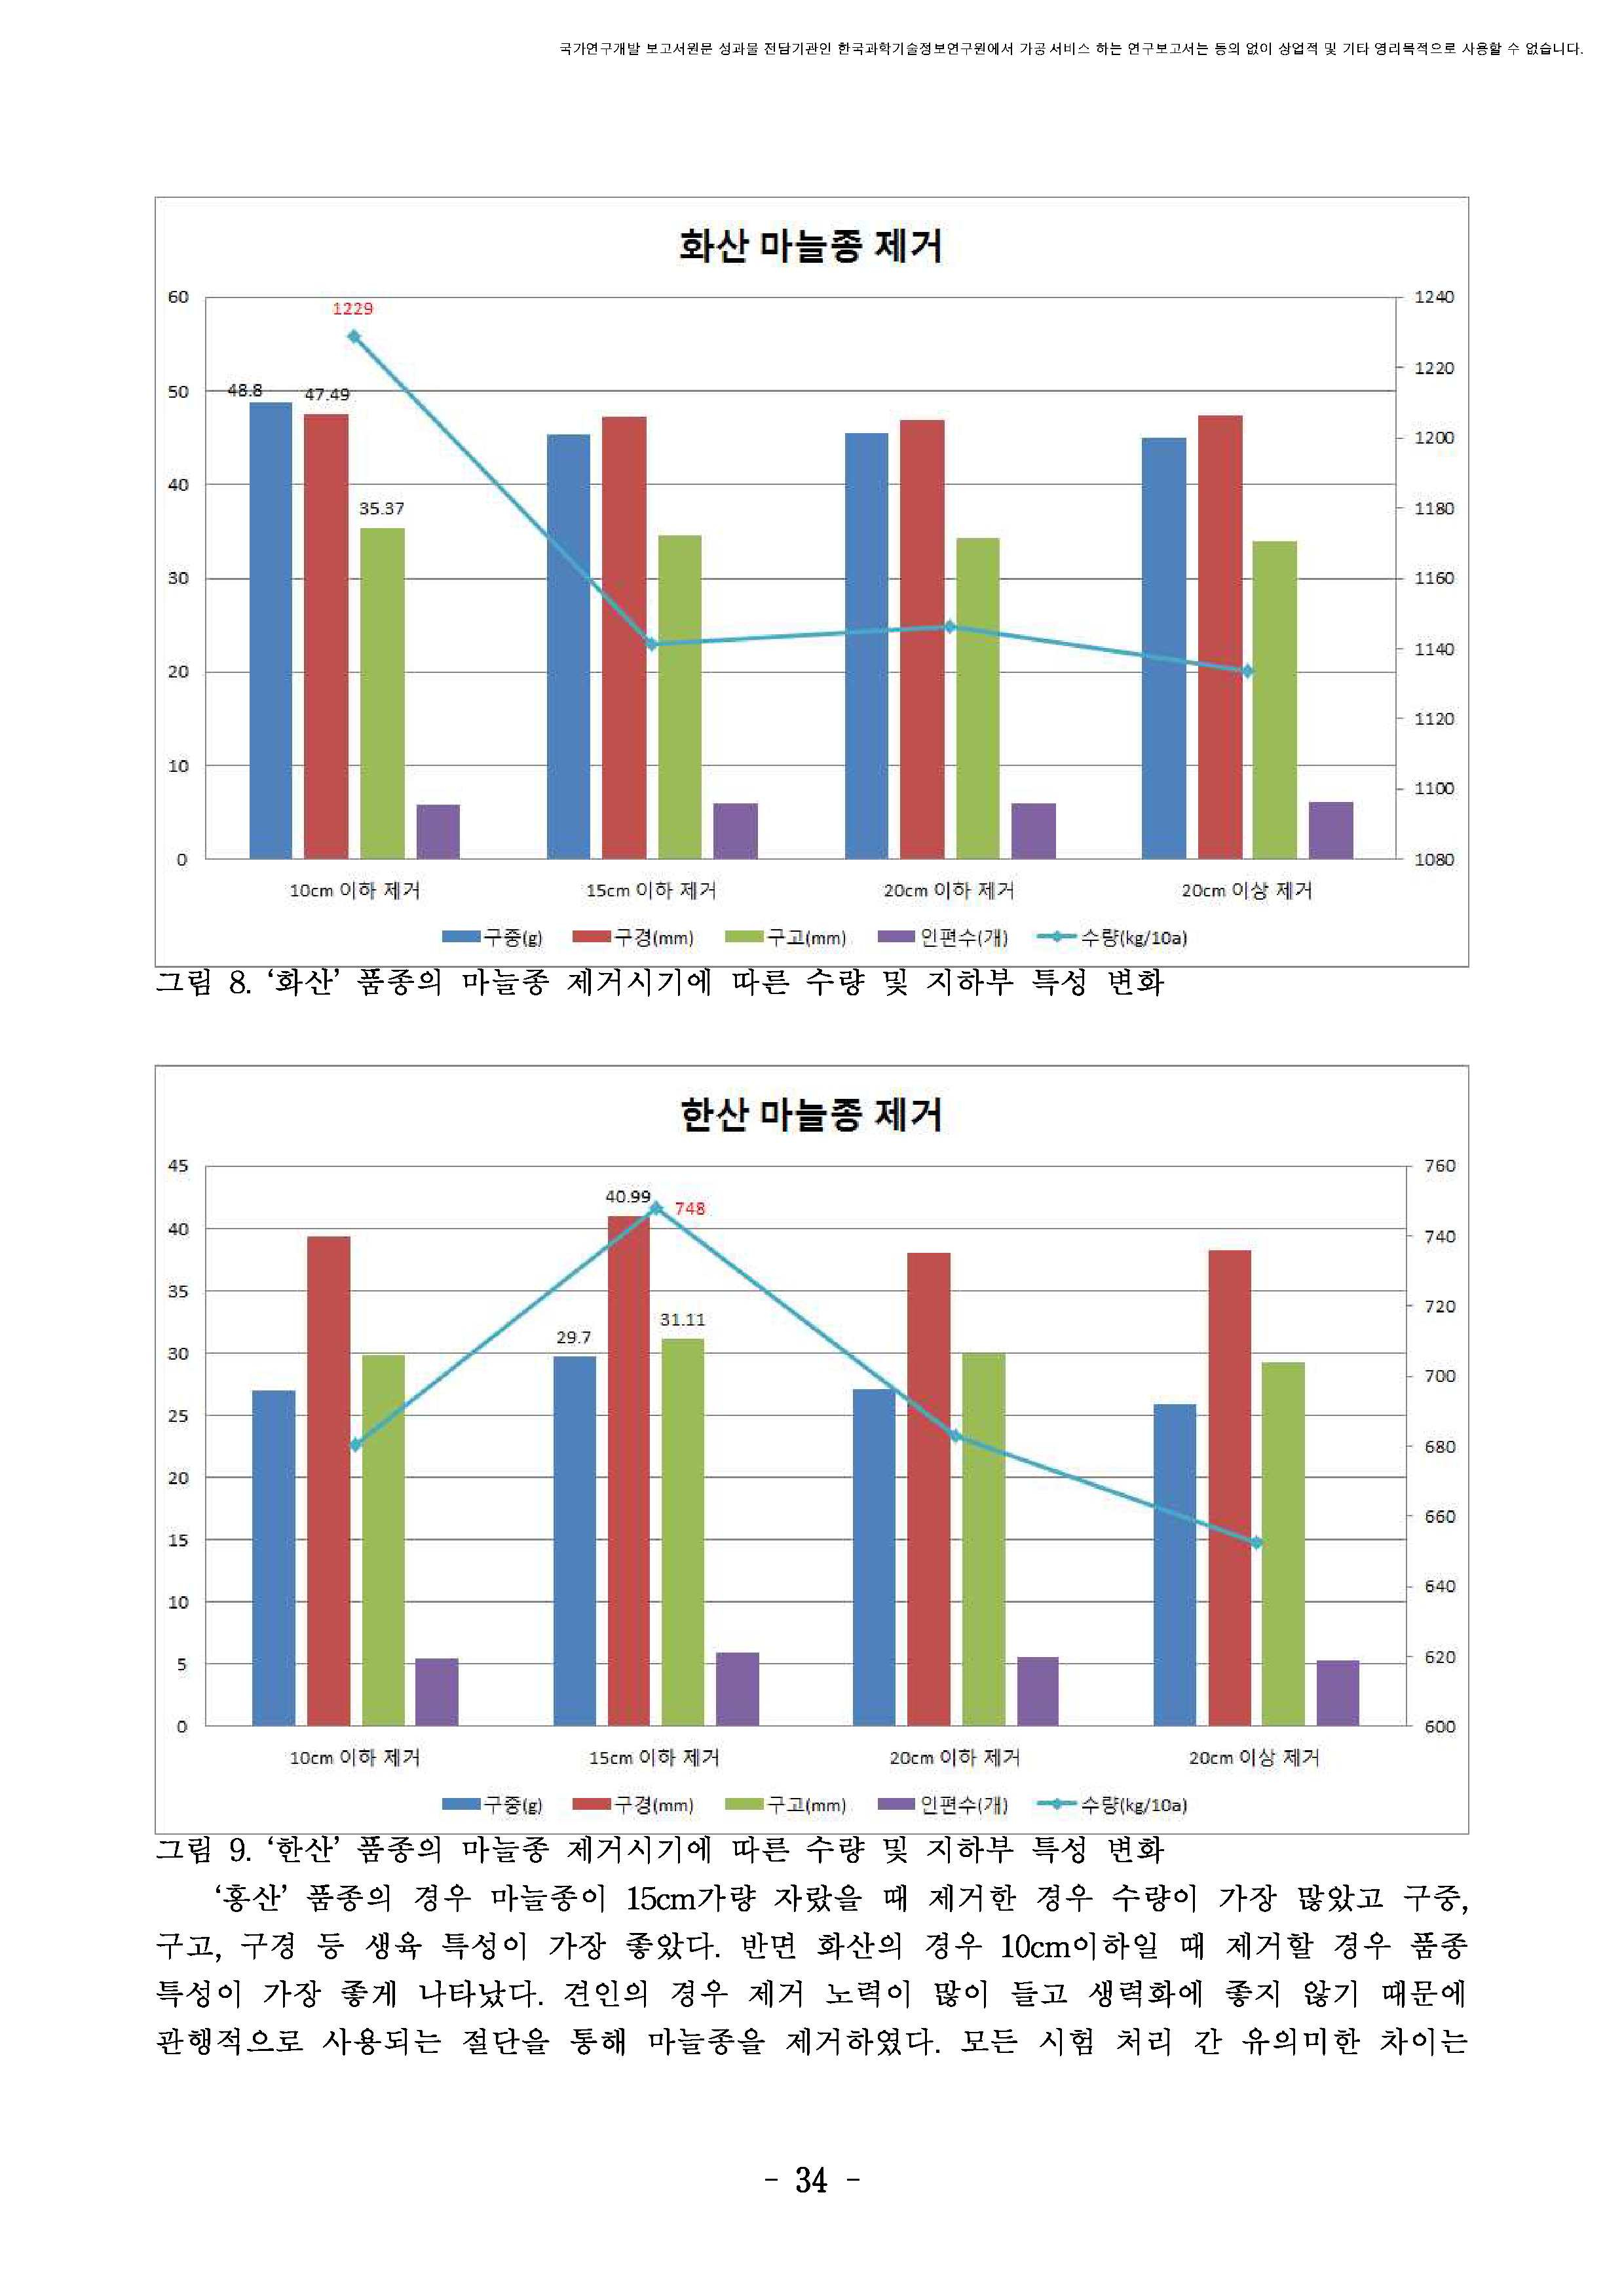 국가연구개발 보고서원문 성과물 전담기관인 한국과학기술정보연구원에서 가공·서비스 하는 연구보고서는 동의 없이 상업적 및 기타 영리목적으로 사용할 수 없습니다.
화산 마늘종 제거
60
50
40
30
20
10
0
1240
1220
1200
1180
1160
1140
1120
1100
1080
1229
48.8
47.49
35.37
10cm 이하 제거
15cm 이하 제거
20cm 이하 제거
20cm 이상 제거
구중(g) 구경(mm) 구고(mm) 인편수(개) 수량(kg/10a)
그림 8. ‘화산’ 품종의 마늘종 제거시기에 따른 수량 및 지하부 특성 변화
한산 마늘종 제거
45
40
35
30
25
20
15
10
5
0
760
740
720
700
680
660
640
620
600
40.99
748
29.7
31.11
10cm 이하 제거
15cm 이하 제거
20cm 이하 제거
20cm 이상 제거
구중(g) 구경(mm) 구고(mm) 인편수(개) 수량(kg/10a)
그림 9. ‘한산’ 품종의 마늘종 제거시기에 따른 수량 및 지하부 특성 변화
‘홍산’ 품종의 경우 마늘종이 15cm가량 자랐을 때 제거한 경우 수량이 가장 많았고 구중,
구고, 구경 등 생육 특성이 가장 좋았다. 반면 화산의 경우 10cm이하일 때 제거할 경우 품종
특성이 가장 좋게 나타났다. 견인의 경우 제거 노력이 많이 들고 생력화에 좋지 않기 때문에
관행적으로 사용되는 절단을 통해 마늘종을 제거하였다. 모든 시험 처리 간 유의미한 차이는
- 34 -